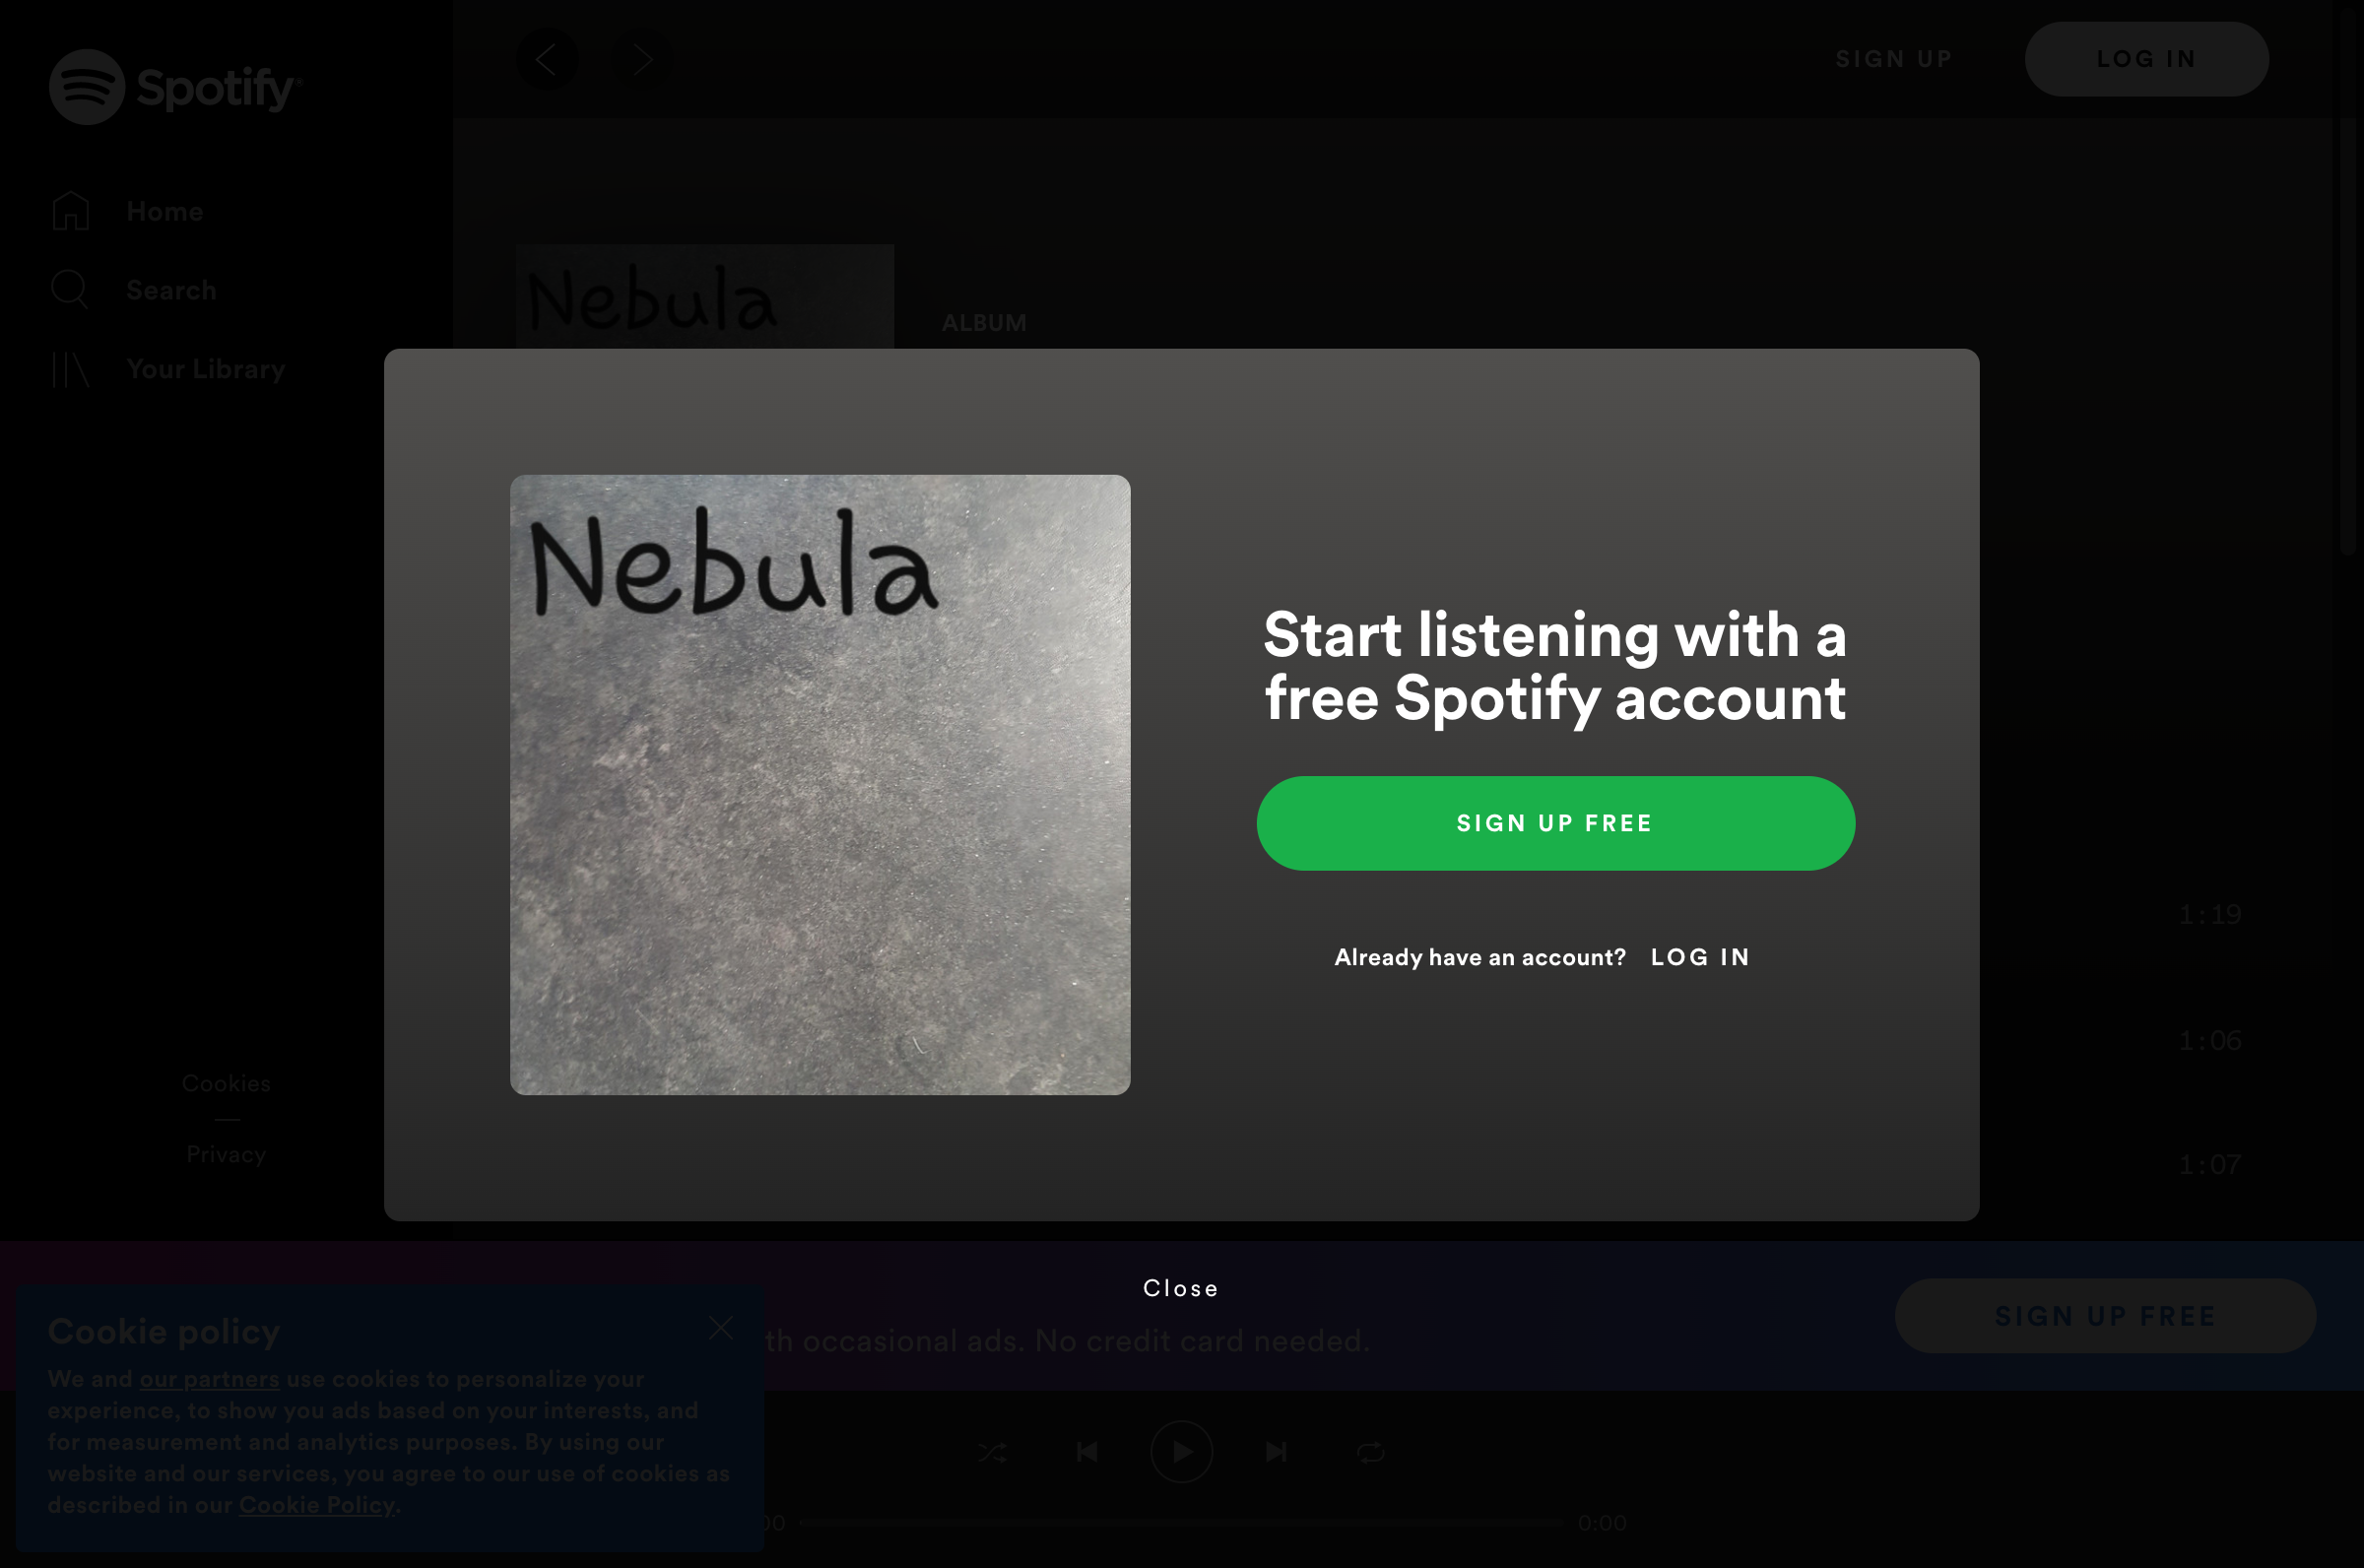 Spotify
SIGN UP
LOG IN
Home
Search
Your Library
Nebula
ALBUM
Nebula
Start listening with a
free Spotify account
SIGN UP FREE
Already have an account? LOG IN
1:19
1:06
1:07
Cookies
Privacy
Close
th occasional ads. No credit card needed.
SIGN UP FREE
Cookie policy
We and our partners use cookies to personalize your
experience, to show you ads based on your interests, and
for measurement and analytics purposes. By using our
website and our services, you agree to our use of cookies as
described in our Cookie Policy.
00
0:00